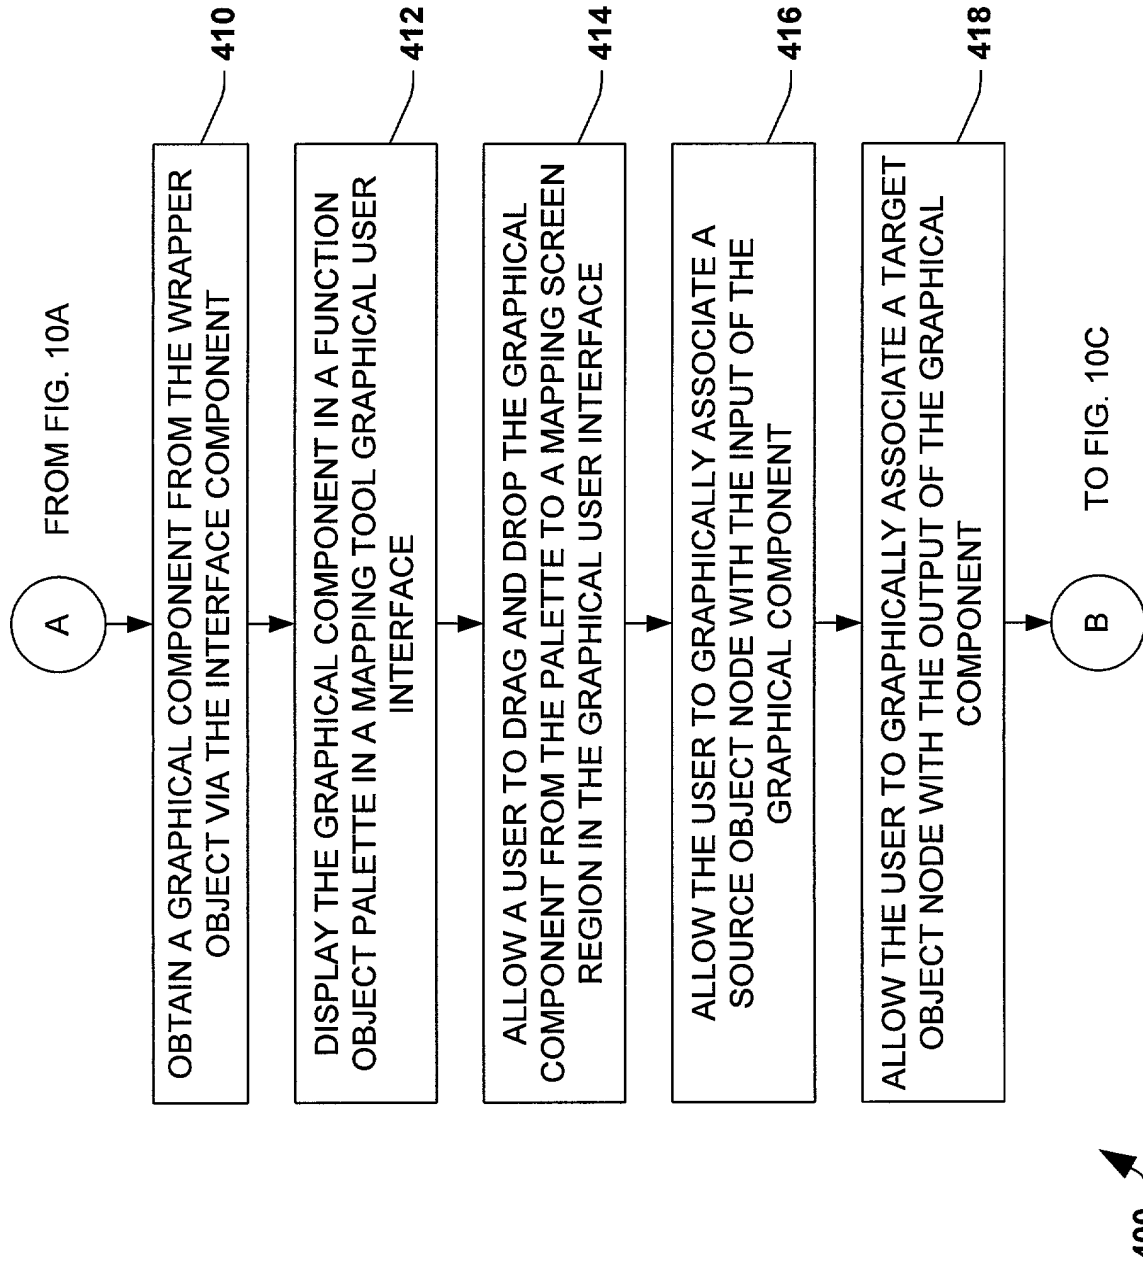 A
FROM FIG. 10A
OBTAIN A GRAPHICAL COMPONENT FROM THE WRAPPER
OBJECT VIA THE INTERFACE COMPONENT
410
DISPLAY THE GRAPHICAL COMPONENT IN A FUNCTION
OBJECT PALETTE IN A MAPPING TOOL GRAPHICAL USER
INTERFACE
412
ALLOW A USER TO DRAG AND DROP THE GRAPHICAL
COMPONENT FROM THE PALETTE TO A MAPPING SCREEN
REGION IN THE GRAPHICAL USER INTERFACE
414
ALLOW THE USER TO GRAPHICALLY ASSOCIATE A
SOURCE OBJECT NODE WITH THE INPUT OF THE
GRAPHICAL COMPONENT
416
ALLOW THE USER TO GRAPHICALLY ASSOCIATE A TARGET
OBJECT NODE WITH THE OUTPUT OF THE GRAPHICAL
COMPONENT
418
B
TO FIG. 10C